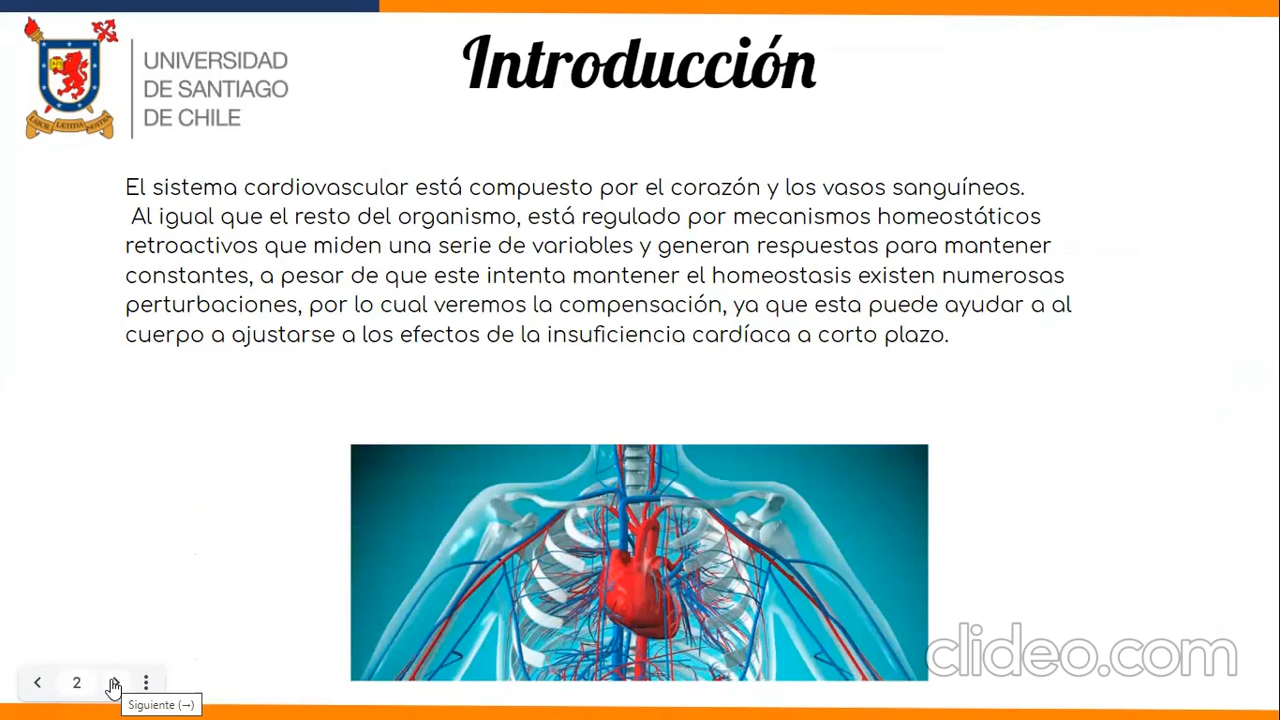 Introducción
UNIVERSIDAD
DE SANTIAGO
DE CHILE
LABOR LÆTITIA NOSTRA
El sistema cardiovascular está compuesto por el corazón y los vasos sanguíneos.
Al igual que el resto del organismo, está regulado por mecanismos homeostáticos
retroactivos que miden una serie de variables y generan respuestas para mantener
constantes, a pesar de que este intenta mantener el homeostasis existen numerosas
perturbaciones, por lo cual veremos la compensación, ya que esta puede ayudar a al
cuerpo a ajustarse a los efectos de la insuficiencia cardíaca a corto plazo.
clideo.com
2
Siguiente (→)